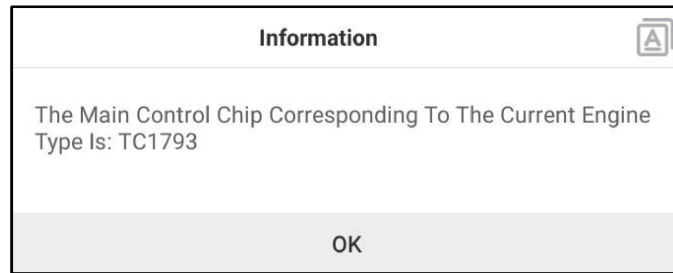 Information
A
The Main Control Chip Corresponding To The Current Engine
Type Is: TC1793
OK